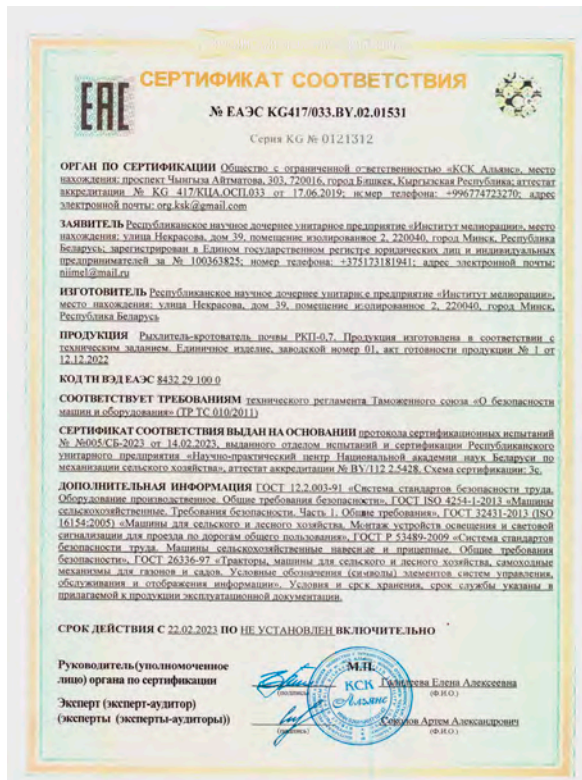 ЕАС
СЕРТИФИКАТ СООТВЕТСТВИЯ
№ ЕАЭС KG417/033.BY.02.01531
Серия KG № 0121312
ОРГАН ПО СЕРТИФИКАЦИИ Общество с ограниченной ответственностью «КСК Альянс», место
нахождения: проспект Чынгыза Айтматова, 303, 720016, город Бишкек, Кыргызская Республика; аттестат
аккредитации № KG 417/КЦА.ОСП.033 от 17.06.2019; номер телефона: +996774723270; адрес
электронной почты: org.ksk@gmail.com
ЗАЯВИТЕЛЬ Республиканское научное дочернее унитарное предприятие «Институт мелиорации», место
нахождения: улица Некрасова, дом 39, помещение изолированное 2, 220040, город Минск, Республика
Беларусь; зарегистрирован в Едином государственном регистре юридических лиц и индивидуальных
предпринимателей за № 100363825; номер телефона: +375173181941; адрес электронной почты:
niimel@mail.ru
ИЗГОТОВИТЕЛЬ Республиканское научное дочернее унитарное предприятие «Институт мелиорации»,
место нахождения: улица Некрасова, дом 39, помещение изолированное 2, 220040, город Минск,
Республика Беларусь
ПРОДУКЦИЯ Рыхлитель-кротователь почвы РКП-0,7. Продукция изготовлена в соответствии с
техническим заданием. Единичное изделие, заводской номер 01, акт готовности продукции № 1 от
12.12.2022
КОД ТН ВЭД ЕАЭС 8432 29 100 0
СООТВЕТСТВУЕТ ТРЕБОВАНИЯМ технического регламента Таможенного союза «О безопасности
машин и оборудования» (ТР ТС 010/2011)
СЕРТИФИКАТ СООТВЕТСТВИЯ ВЫДАН НА ОСНОВАНИИ протокола сертификационных испытаний
№ №005/СБ-2023 от 14.02.2023, выданного отделом испытаний и сертификации Республиканского
унитарного предприятия «Научно-практический центр Национальной академии наук Беларуси по
механизации сельского хозяйства», аттестат аккредитации № BY/112 2.5428. Схема сертификации: 3с.
ДОПОЛНИТЕЛЬНАЯ ИНФОРМАЦИЯ ГОСТ 12.2.003-91 «Система стандартов безопасности труда.
Оборудование производственное. Общие требования безопасности», ГОСТ ISO 4254-1-2013 «Машины
сельскохозяйственные. Требования безопасности. Часть 1. Общие требования», ГОСТ 32431-2013 (ISO
16154:2005) «Машины для сельского и лесного хозяйства. Монтаж устройств освещения и световой
сигнализации для проезда по дорогам общего пользования», ГОСТ Р 53489-2009 «Система стандартов
безопасности труда. Машины сельскохозяйственные навесные и прицепные. Общие требования
безопасности», ГОСТ 26336-97 «Тракторы, машины для сельского и лесного хозяйства, самоходные
механизмы для газонов и садов. Условные обозначения (символы) элементов систем управления,
обслуживания и отображения информации». Условия и срок хранения, срок службы указаны в
прилагаемой к продукции эксплуатационной документации.
СРОК ДЕЙСТВИЯ С 22.02.2023 ПО НЕ УСТАНОВЛЕН ВКЛЮЧИТЕЛЬНО
Руководитель (уполномоченное
лицо) органа по сертификации
(подпись)
М.П.
КСК
Альянс
Елена Алексеевна
(Ф.И.О.)
Эксперт (эксперт-аудитор)
(эксперты (эксперты-аудиторы))
(подпись)
Соколов Артем Александрович
(Ф.И.О.)